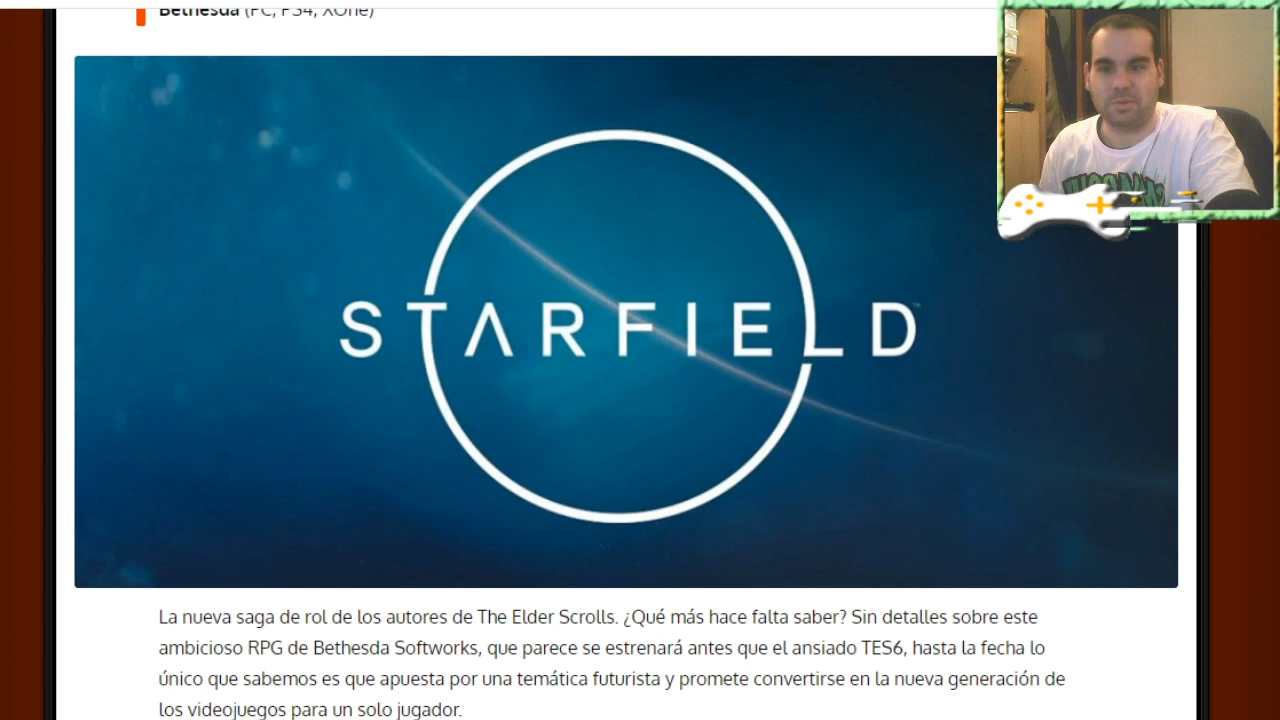 Bethesda (PC, PS4, XOne)
STARFIELD™
La nueva saga de rol de los autores de The Elder Scrolls. ¿Qué más hace falta saber? Sin detalles sobre este
ambicioso RPG de Bethesda Softworks, que parece se estrenará antes que el ansiado TES6, hasta la fecha lo
único que sabemos es que apuesta por una temática futurista y promete convertirse en la nueva generación de
los videojuegos para un solo jugador.